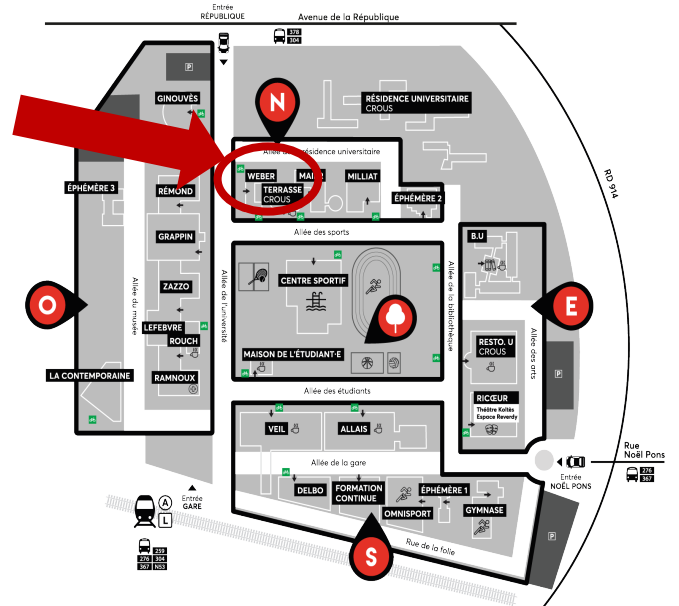 Entrée
RÉPUBLIQUE
Avenue de la République
378
304
P
GINOUVÈS
N
RÉSIDENCE UNIVERSITAIRE
CROUS
résidence universitaire
WEBER
MILLIAT
TERRASSE
CROUS
ÉPHÉMÈRE 3
RÉMOND
ÉPHÉMÈRE 2
RD 914
GRAPPIN
Allée des sports
B.U
Allée du musée
Allée de l'université
Allée de la bibliothèque
CENTRE SPORTIF
ZAZZO
O
E
LEFEBVRE
ROUCH
Allée des arts
RESTO. U
CROUS
MAISON DE L'ÉTUDIANT·E
LA CONTEMPORAINE
RAMNOUX
P
Allée des étudiants
RICŒUR
Théâtre Koltès
Espace Reverdy
VEIL
ALLAIS
Rue
Noël Pons
Allée de la gare
276
367
Entrée
NOËL PONS
Entrée
GARE
A
L
DELBO
FORMATION
CONTINUE
ÉPHÉMÈRE 1
OMNISPORT
GYMNASE
P
Rue de la folie
S
259
276 304
367 N53